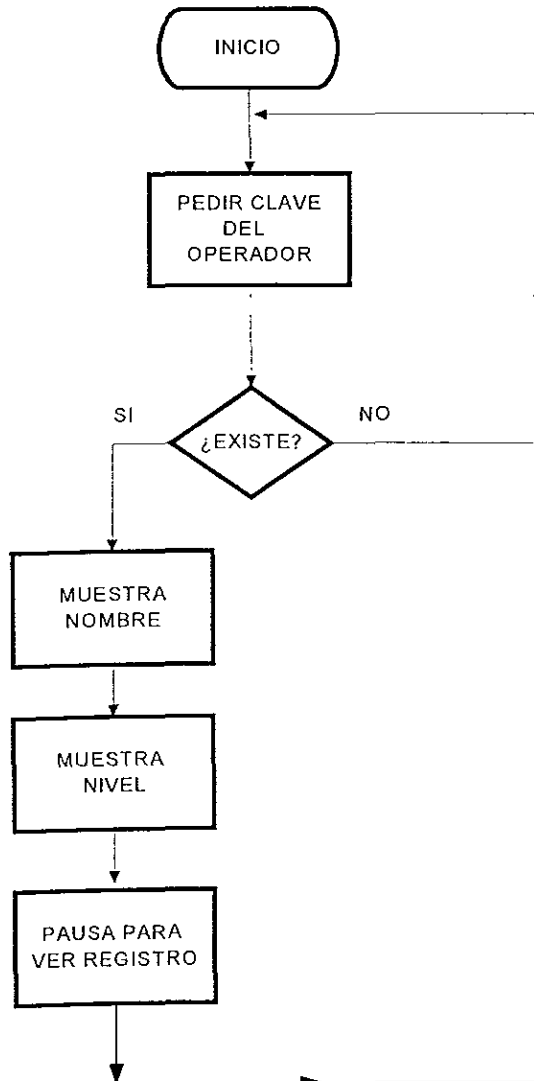 INICIO
PEDIR CLAVE
DEL
OPERADOR
SI
¿EXISTE?
NO
MUESTRA
NOMBRE
MUESTRA
NIVEL
PAUSA PARA
VER REGISTRO